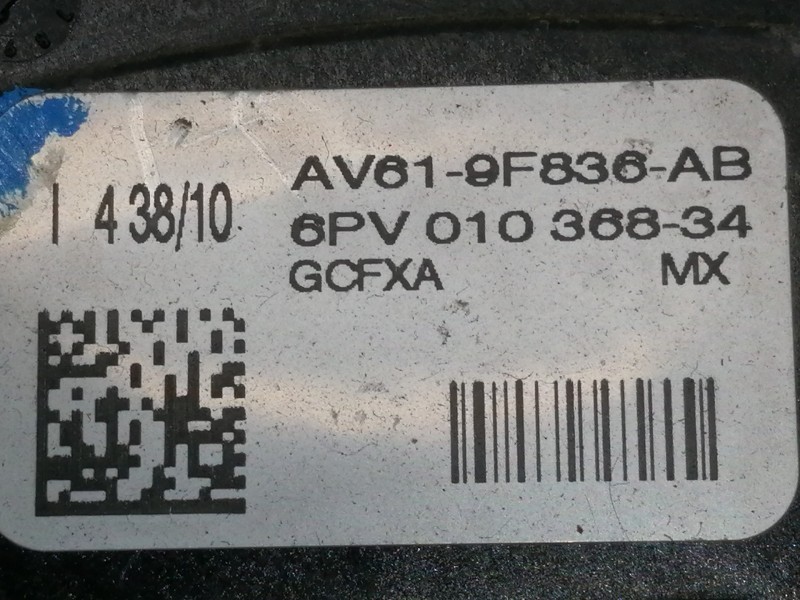 AV61-9F836-AB
I 4 38/10
6PV 010 368-34
GCFXA MX